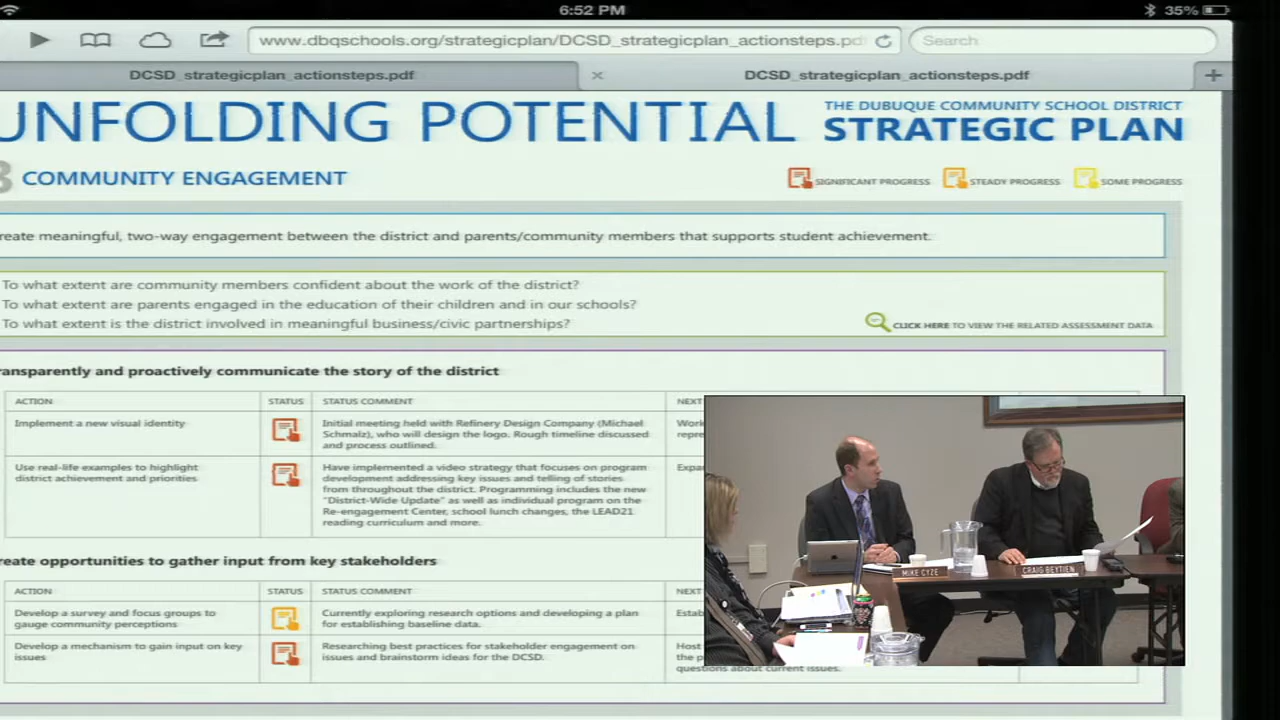 6:52 PM
35%
www.dbqschools.org/strategicplan/DCSD_strategicplan_actionsteps.pd
Search
DCSD_strategicplan_actionsteps.pdf
DCSD_strategicplan_actionsteps.pdf
UNFOLDING POTENTIAL
THE DUBUQUE COMMUNITY SCHOOL DISTRICT
STRATEGIC PLAN
3 COMMUNITY ENGAGEMENT
SIGNIFICANT PROGRESS
STEADY PROGRESS
SOME PROGRESS
reate meaningful, two-way engagement between the district and parents/community members that supports student achievement.
To what extent are community members confident about the work of the district?
To what extent are parents engaged in the education of their children and in our schools?
To what extent is the district involved in meaningful business/civic partnerships?
CLICK HERE TO VIEW THE RELATED ASSESSMENT DATA
ransparently and proactively communicate the story of the district
ACTION STATUS STATUS COMMENT NEX
Implement a new visual identity
Initial meeting held with Refinery Design Company (Michael
Schmalz), who will design the logo. Rough timeline discussed
and process outlined.
Work
repre
Use real-life examples to highlight
district achievement and priorities
Have implemented a video strategy that focuses on program
development addressing key issues and telling of stories
from throughout the district. Programming includes the new
"District-Wide Update" as well as individual program on the
Re-engagement Center, school lunch changes, the LEAD21
reading curriculum and more.
Expa
reate opportunities to gather input from key stakeholders
ACTION STATUS STATUS COMMENT NEX
Develop a survey and focus groups to
gauge community perceptions
Currently exploring research options and developing a plan
for establishing baseline data.
Estab
Develop a mechanism to gain input on key
issues
Researching best practices for stakeholder engagement on
issues and brainstorm ideas for the DCSD.
Host
the p
questions about current issues.
MIKE CYZE
CRAIG BEYTIEN